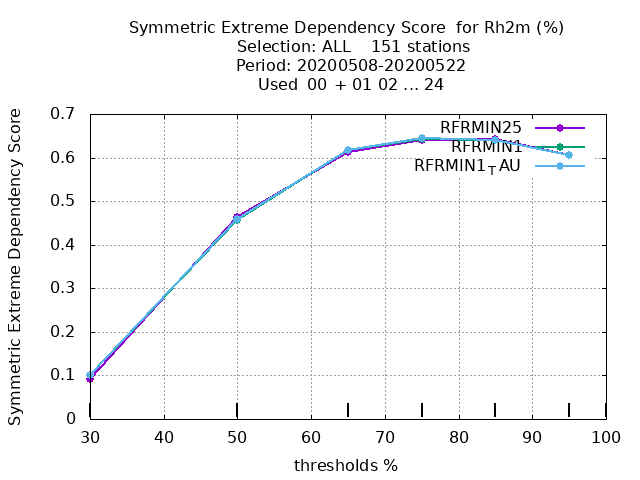 Symmetric Extreme Dependency Score  for Rh2m (%)
Selection: ALL    151 stations
Period: 20200508-20200522
Used  00  + 01 02 ... 24
Symmetric Extreme Dependency Score
0.7
0.6
0.5
0.4
0.3
0.2
0.1
0
RFRMIN25
RFRMIN1
RFRMIN1TAU
30 40 50 60 70 80 90 100
thresholds %